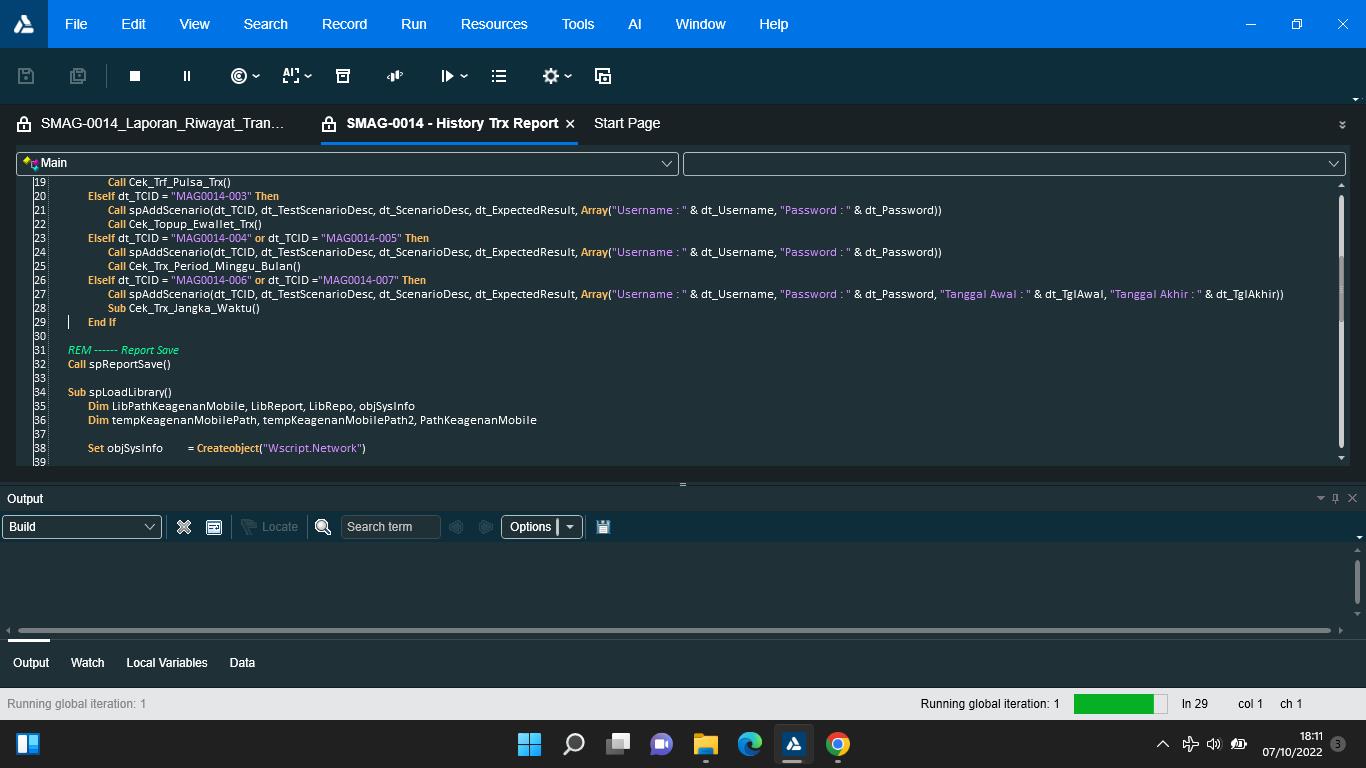 File Edit View Search Record Run Resources Tools AI Window Help
SMAG-0014_Laporan_Riwayat_Tran... SMAG-0014 - History Trx Report Start Page
Main
19 Call Cek_Trf_Pulsa_Trx()
20 ElseIf dt_TCID = "MAG0014-003" Then
21 Call spAddScenario(dt_TCID, dt_TestScenarioDesc, dt_ScenarioDesc, dt_ExpectedResult, Array("Username : " & dt_Username, "Password : " & dt_Password))
22 Call Cek_Topup_Ewallet_Trx()
23 ElseIf dt_TCID = "MAG0014-004" or dt_TCID = "MAG0014-005" Then
24 Call spAddScenario(dt_TCID, dt_TestScenarioDesc, dt_ScenarioDesc, dt_ExpectedResult, Array("Username : " & dt_Username, "Password : " & dt_Password))
25 Call Cek_Trx_Period_Minggu_Bulan()
26 ElseIf dt_TCID = "MAG0014-006" or dt_TCID ="MAG0014-007" Then
27 Call spAddScenario(dt_TCID, dt_TestScenarioDesc, dt_ScenarioDesc, dt_ExpectedResult, Array("Username : " & dt_Username, "Password : " & dt_Password, "Tanggal Awal : " & dt_TglAwal, "Tanggal Akhir : " & dt_TglAkhir))
28 Sub Cek_Trx_Jangka_Waktu()
29 End If
30
31 REM ------ Report Save
32 Call spReportSave()
33
34 Sub spLoadLibrary()
35 Dim LibPathKeagenanMobile, LibReport, LibRepo, objSysInfo
36 Dim tempKeagenanMobilePath, tempKeagenanMobilePath2, PathKeagenanMobile
37
38 Set objSysInfo = Createobject("Wscript.Network")
39
Output
Build Locate Search term Options
Output Watch Local Variables Data
Running global iteration: 1 Running global iteration: 1 ln 29 col 1 ch 1
18:11
07/10/2022 3